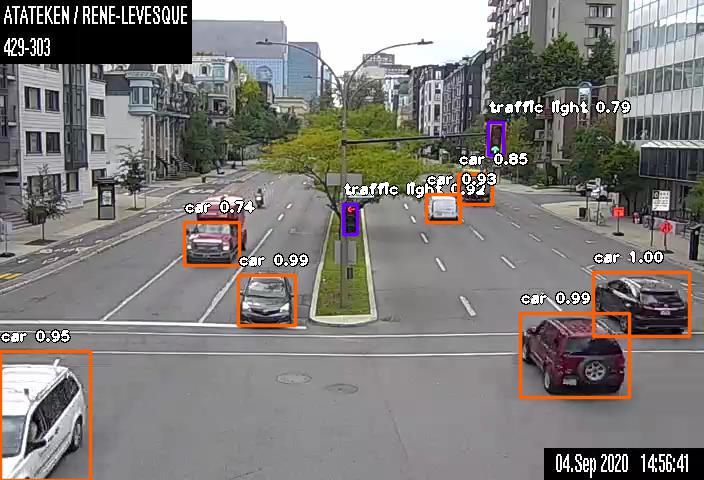 ATATEKEN / RENE-LEVESQUE
429-303
traffic light 0.79
car 0.85
car 0.93
traffic light 0.92
car 0.74
car 0.99
car 1.00
car 0.99
car 0.95
04.Sep 2020 14:56:41